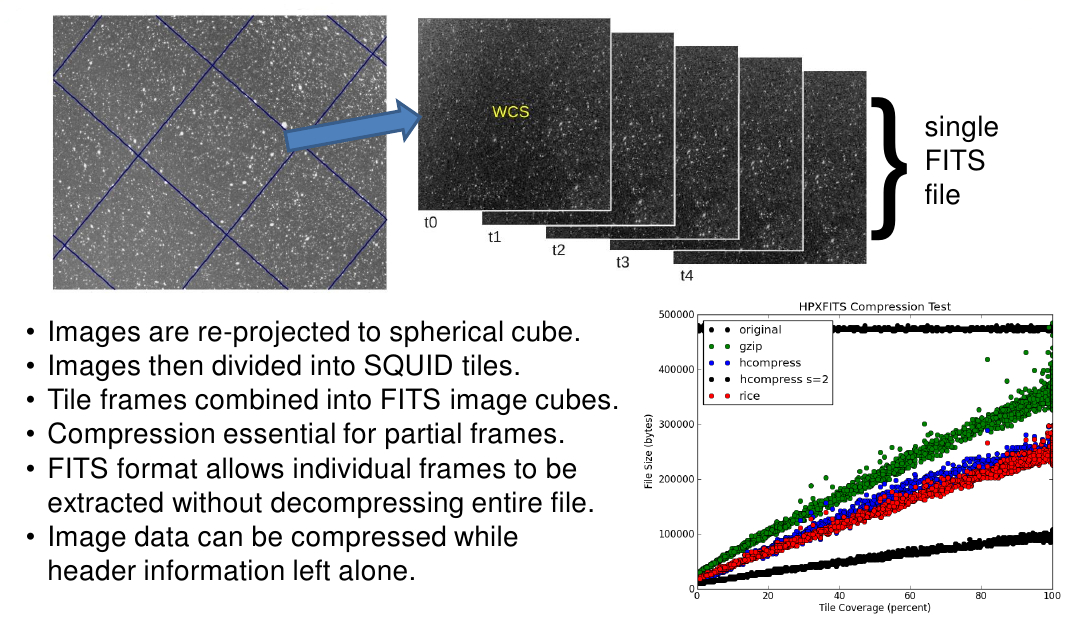 WCS
t0
t1
t2
t3
t4
}
single
FITS
file
• Images are re-projected to spherical cube.
• Images then divided into SQUID tiles.
• Tile frames combined into FITS image cubes.
• Compression essential for partial frames.
• FITS format allows individual frames to be
extracted without decompressing entire file.
• Image data can be compressed while
header information left alone.
HPXFITS Compression Test
original
gzip
hcompress
hcompress s=2
rice
File Size (bytes)
500000
400000
300000
200000
100000
0
0 20 40 60 80 100
Tile Coverage (percent)